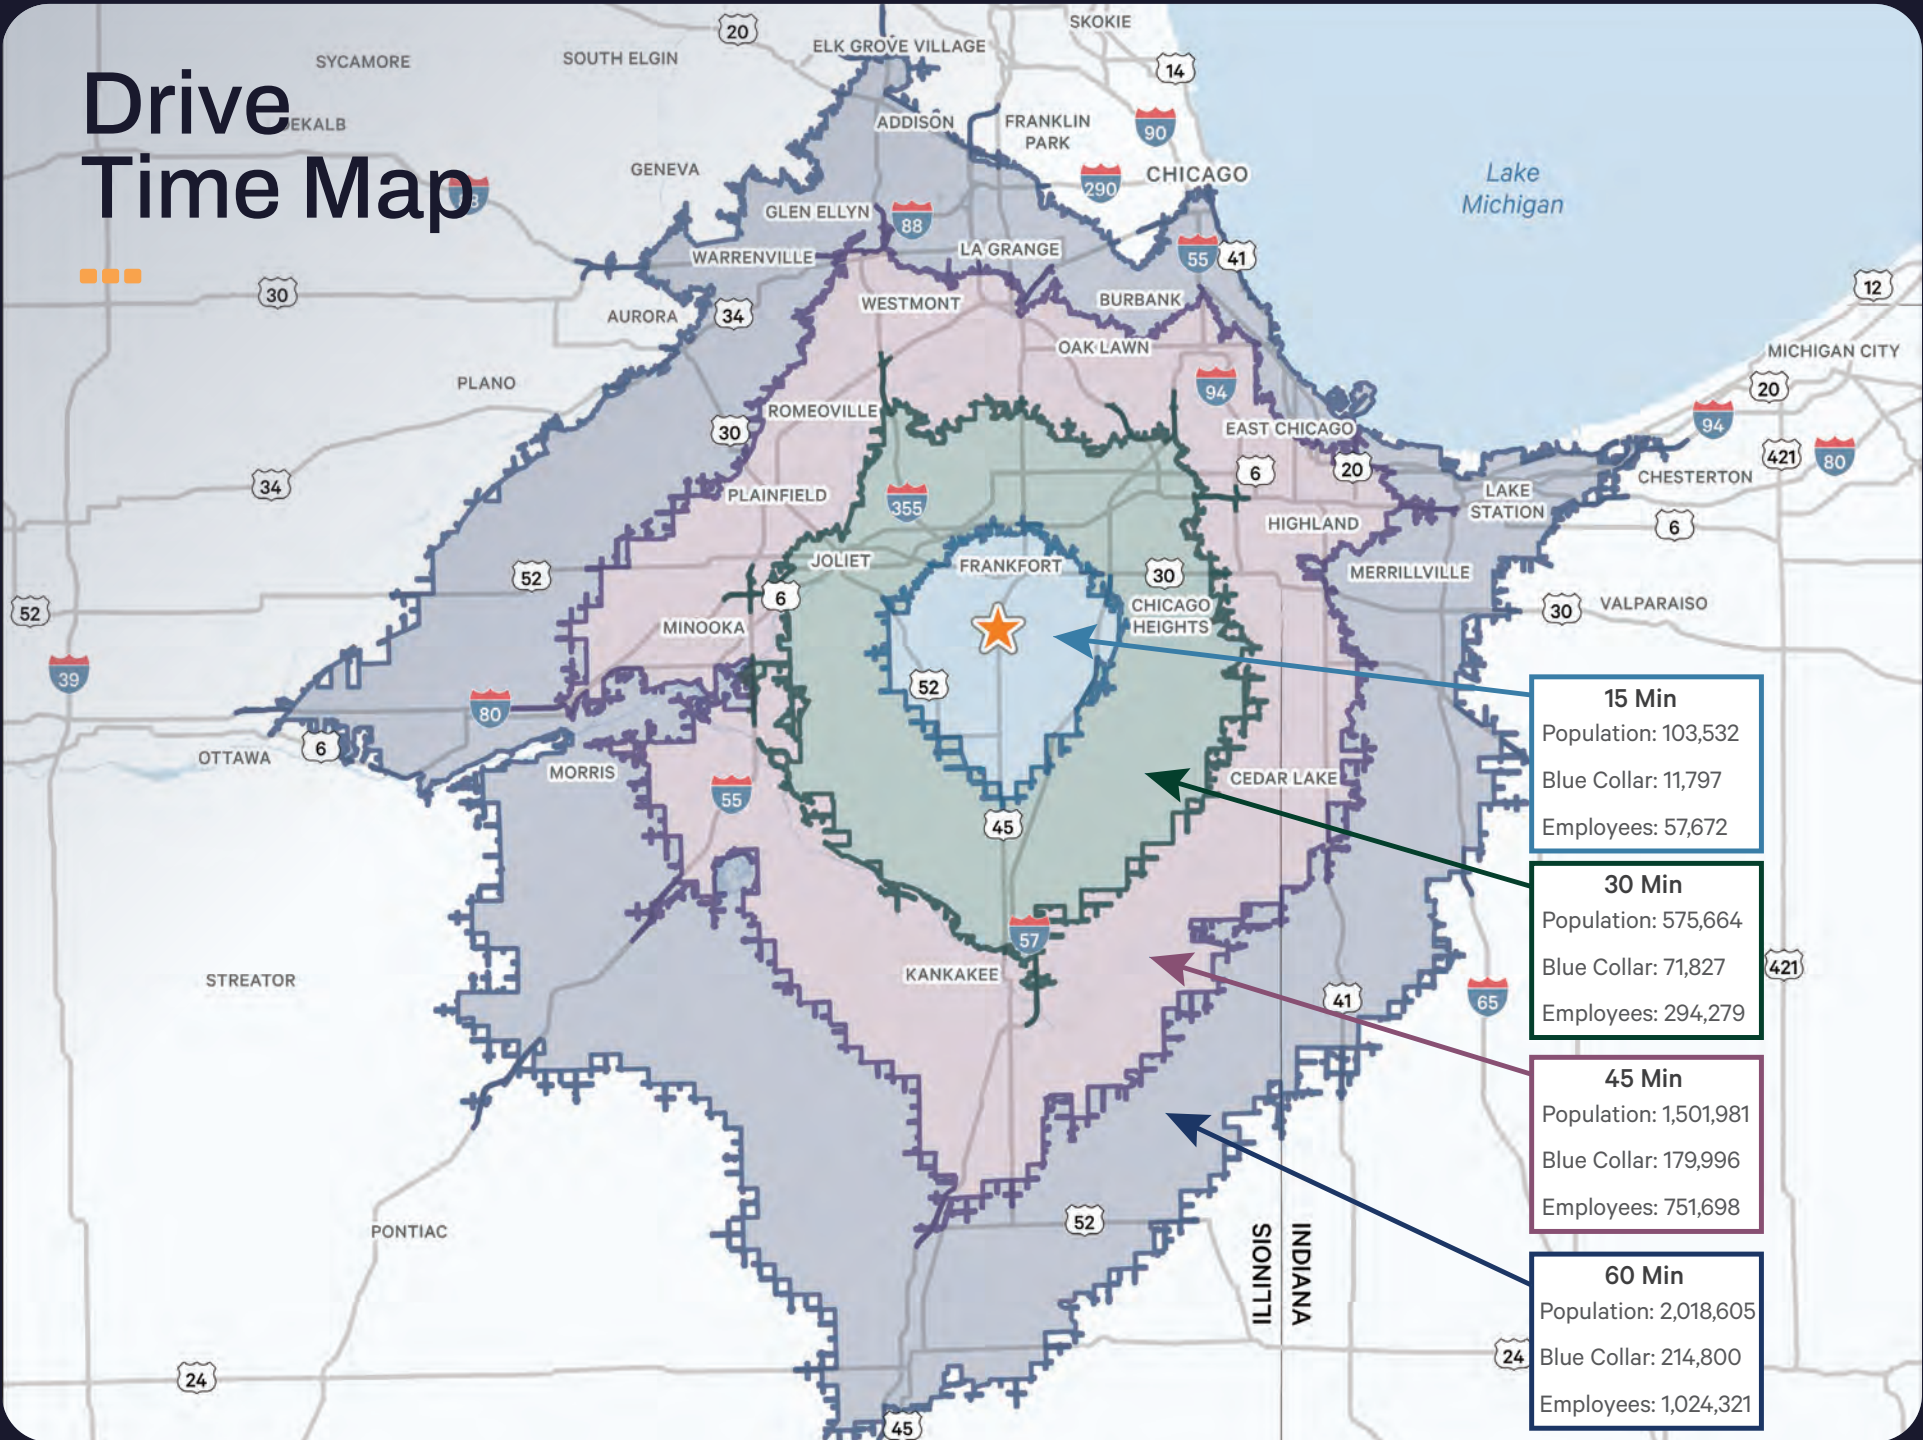 Drive
Time Map
SKOKIE
20
ELK GROVE VILLAGE
SYCAMORE
SOUTH ELGIN
14
DEKALB
ADDISON
FRANKLIN
PARK
90
GENEVA
CHICAGO
290
Lake
Michigan
88
GLEN ELLYN
88
LA GRANGE
WARRENVILLE
55
41
12
30
AURORA
34
WESTMONT
BURBANK
OAK LAWN
MICHIGAN CITY
PLANO
94
20
ROMEOVILLE
30
EAST CHICAGO
94
421
80
6
20
34
PLAINFIELD
355
CHESTERTON
LAKE
STATION
HIGHLAND
6
JOLIET
FRANKFORT
30
MERRILLVILLE
52
52
6
CHICAGO
HEIGHTS
30
VALPARAISO
MINOOKA
39
52
80
6
OTTAWA
MORRIS
55
CEDAR LAKE
45
57
KANKAKEE
STREATOR
41
65
421
PONTIAC
52
ILLINOIS
INDIANA
24
24
45
15 Min
Population: 103,532
Blue Collar: 11,797
Employees: 57,672
30 Min
Population: 575,664
Blue Collar: 71,827
Employees: 294,279
45 Min
Population: 1,501,981
Blue Collar: 179,996
Employees: 751,698
60 Min
Population: 2,018,605
Blue Collar: 214,800
Employees: 1,024,321